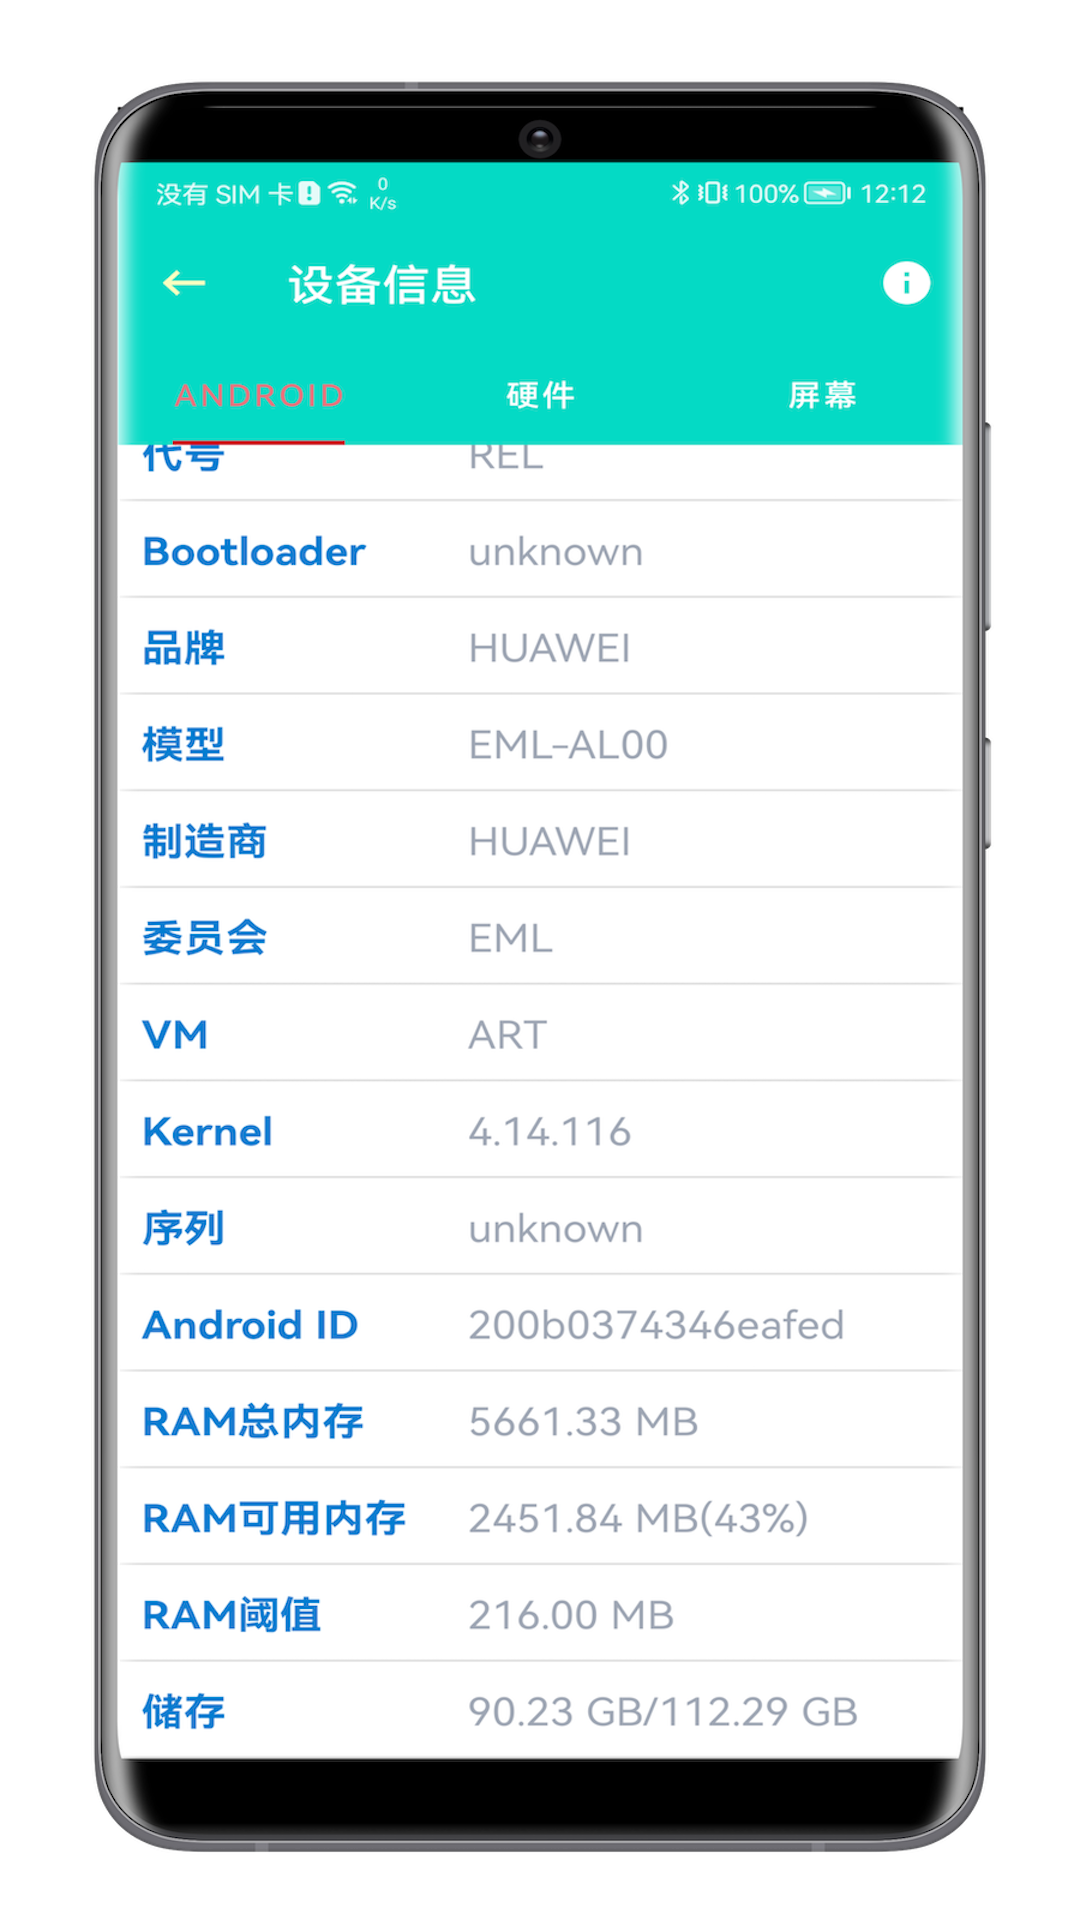 没有 SIM 卡 0 K/s 100% 12:12
设备信息
ANDROID 硬件 屏幕
代号 REL
Bootloader unknown
品牌 HUAWEI
模型 EML-AL00
制造商 HUAWEI
委员会 EML
VM ART
Kernel 4.14.116
序列 unknown
Android ID 200b0374346eafed
RAM总内存 5661.33 MB
RAM可用内存 2451.84 MB(43%)
RAM阈值 216.00 MB
储存 90.23 GB/112.29 GB